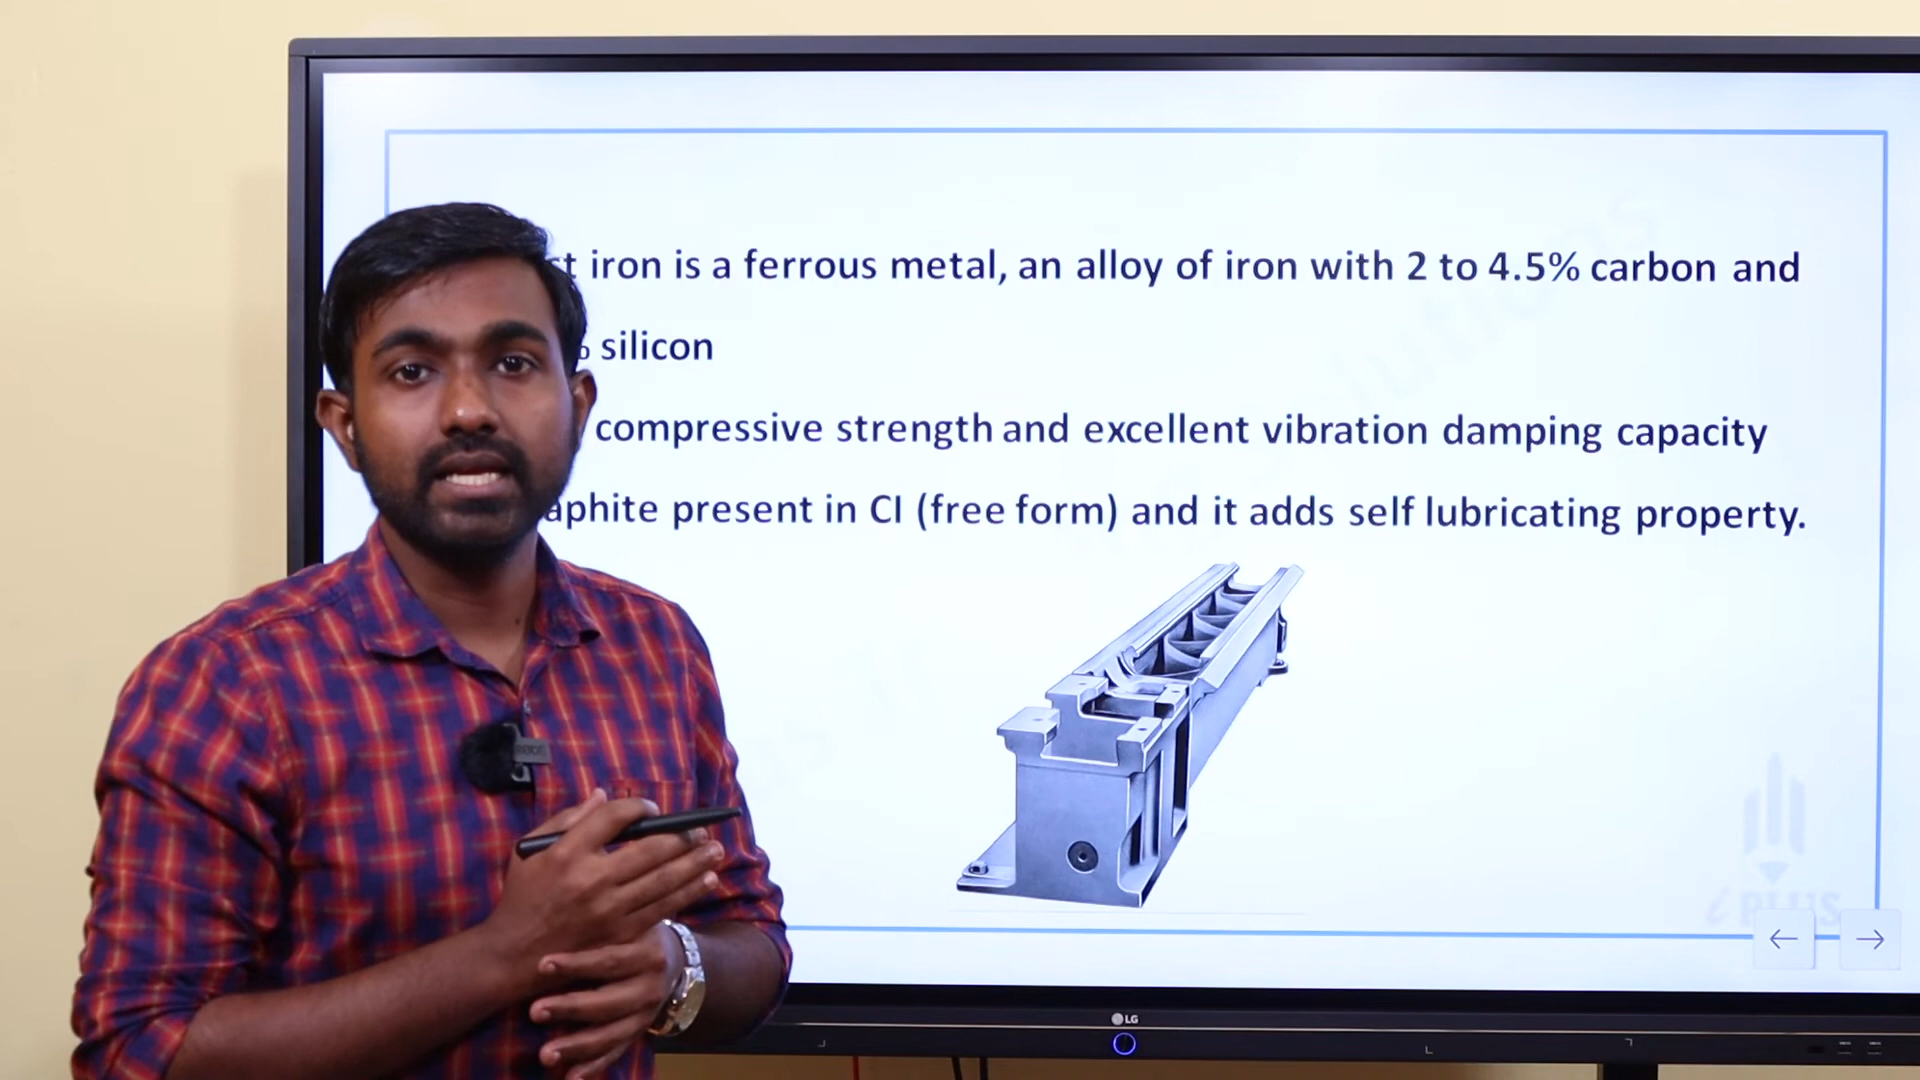 iron is a ferrous metal, an alloy of iron with 2 to 4.5% carbon and
% silicon
compressive strength and excellent vibration damping capacity
aphite present in CI (free form) and it adds self lubricating property.
i PLUS
LG